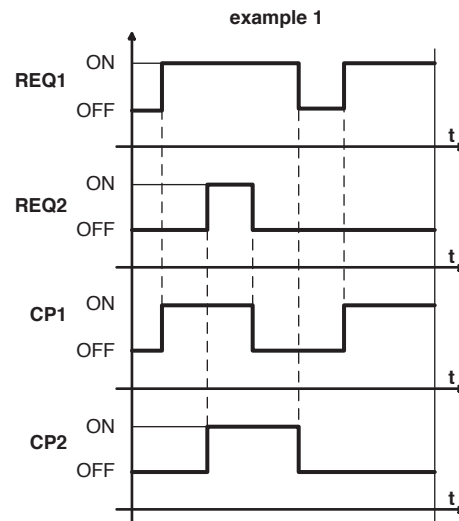 example 1
ON
REQ1
OFF
t
ON
REQ2
OFF
t
ON
CP1
OFF
t
ON
CP2
OFF
t